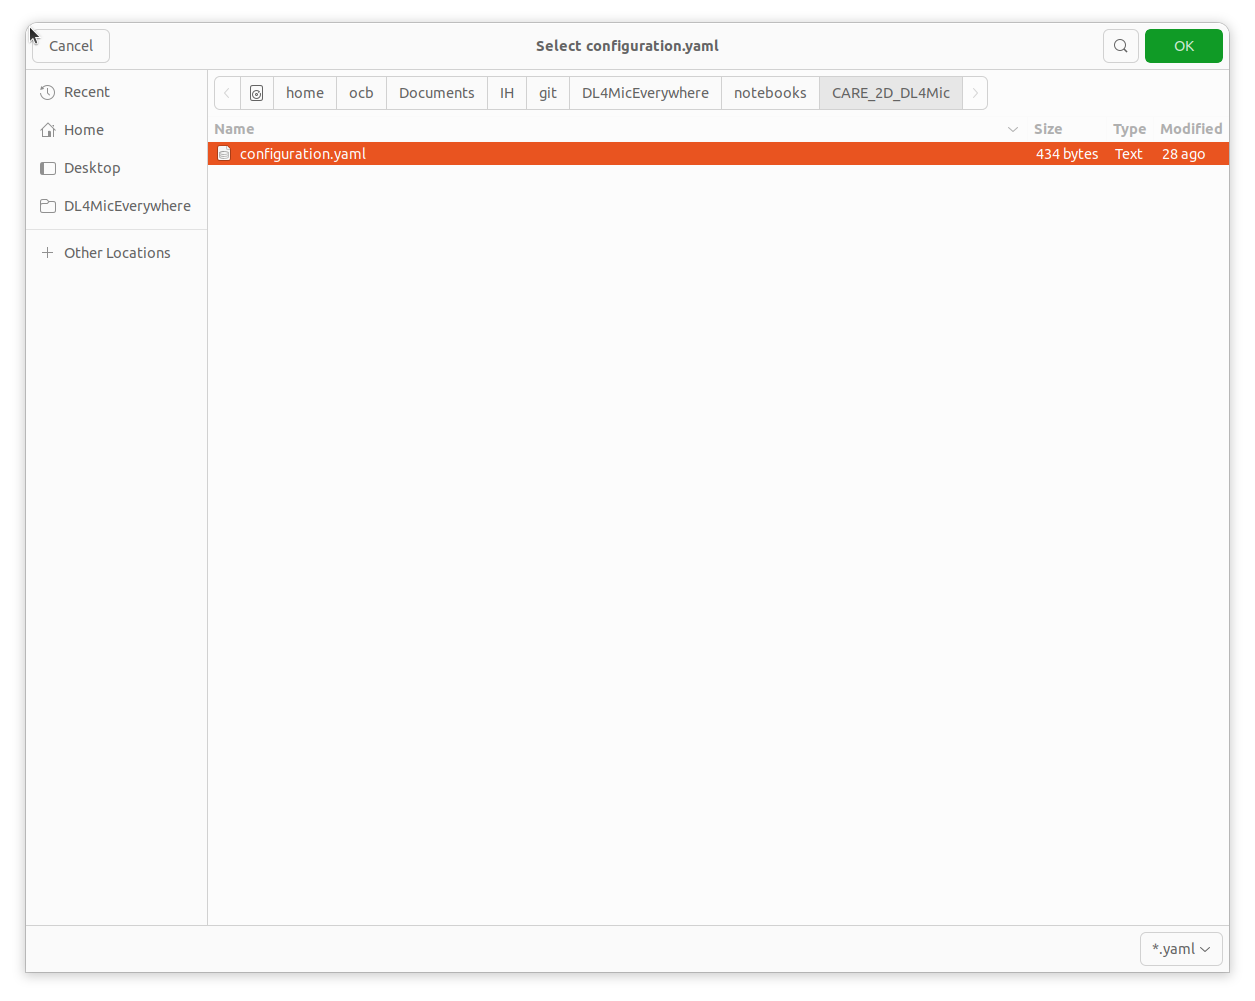 Cancel Select configuration.yaml OK
Recent
Home
Desktop
DL4MicEverywhere
Other Locations
home ocb Documents IH git DL4MicEverywhere notebooks CARE_2D_DL4Mic
Name Size Type Modified
configuration.yaml 434 bytes Text 28 ago
*.yaml